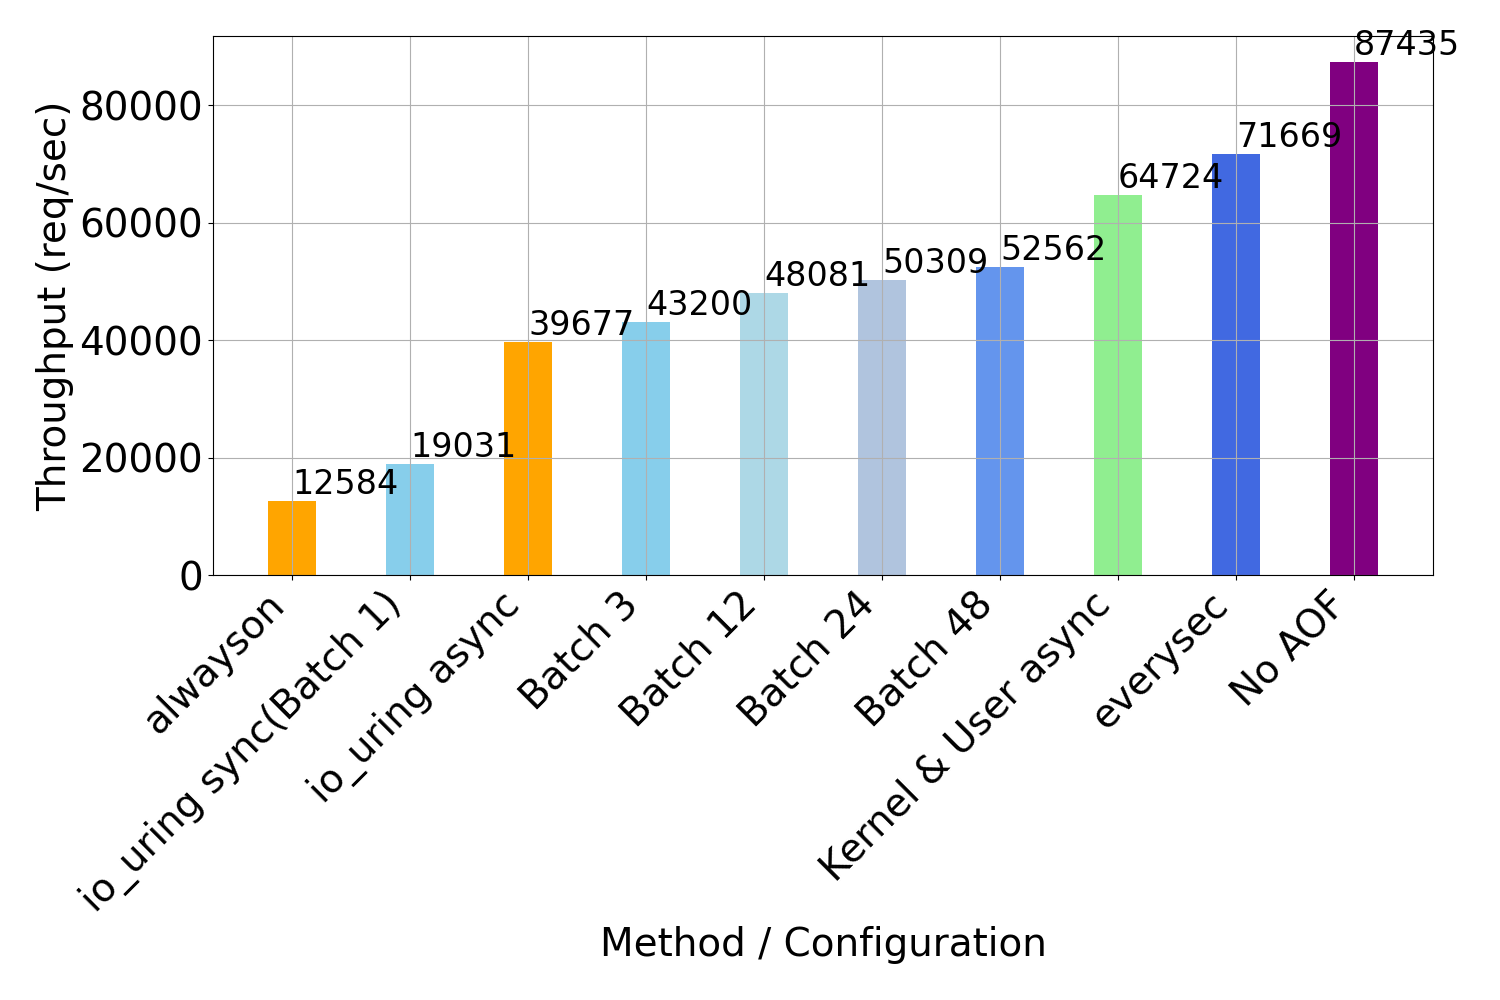 Throughput (req/sec)
80000
60000
40000
20000
0
12584
19031
39677
43200
48081
50309
52562
64724
71669
87435
alwayson
io_uring sync(Batch 1)
io_uring async
Batch 3
Batch 12
Batch 24
Batch 48
Kernel & User async
everysec
No AOF
Method / Configuration